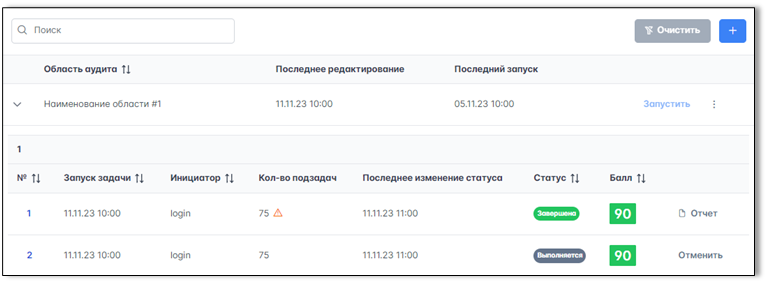 Поиск
Очистить +
Область аудита Последнее редактирование Последний запуск
Наименование области #1 11.11.23 10:00 05.11.23 10:00 Запустить
1
№ Запуск задачи Инициатор Кол-во подзадач Последнее изменение статуса Статус Балл
1 11.11.23 10:00 login 75 11.11.23 11:00 Завершена 90 Отчет
2 11.11.23 10:00 login 75 11.11.23 11:00 Выполняется 90 Отменить